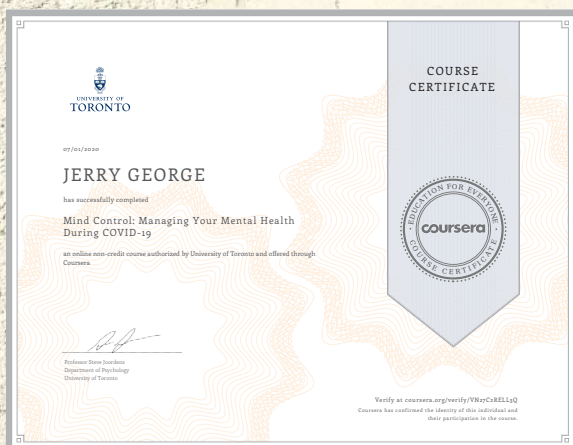 UNIVERSITY OF
TORONTO
07/01/2020
JERRY GEORGE
has successfully completed
Mind Control: Managing Your Mental Health
During COVID-19
an online non-credit course authorized by University of Toronto and offered through
Coursera
Professor Steve Joordens
Department of Psychology
University of Toronto
COURSE
CERTIFICATE
EDUCATION FOR EVERYONE
coursera
COURSE CERTIFICATE
Verify at coursera.org/verify/VN27C2RELL3Q
Coursera has confirmed the identity of this individual and
their participation in the course.